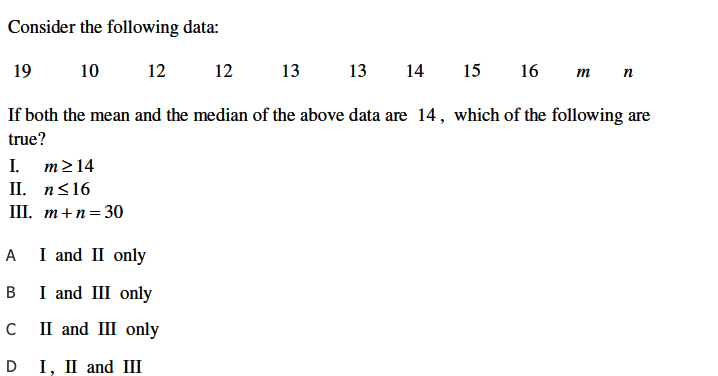 Consider the following data:
19 10 12 12 13 13 14 15 16 m n
If both the mean and the median of the above data are 14, which of the following are
true?
I. m ≥ 14
II. n ≤ 16
III. m + n = 30
A I and II only
B I and III only
C II and III only
D I, II and III